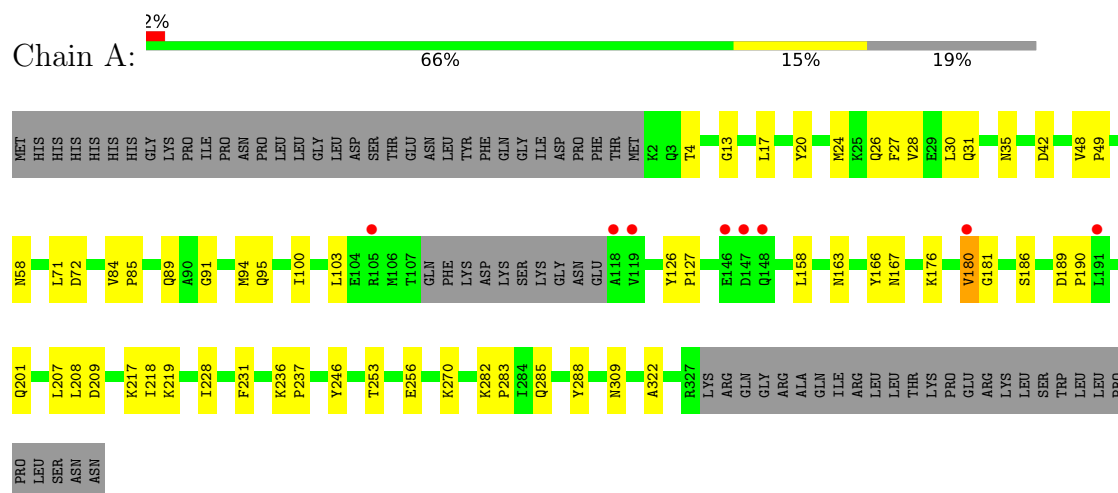 2%
Chain A:
66% 15% 19%
MET HIS HIS HIS HIS HIS HIS GLY LYS PRO ILE PRO ASN PRO LEU LEU GLY LEU ASP SER THR GLU ASN LEU TYR PHE GLN GLY ILE ASP PRO PHE THR MET K2 Q3 T4 G13 L17 Y20 M24 K25 Q26 F27 V28 E29 L30 Q31 N35 D42 V48 P49
N58 L71 D72 V84 P85 Q89 A90 G91 M94 Q95 I100 L103 E104 R105 M106 T107 GLN PHE LYS ASP LYS SER LYS GLY ASN GLU A118 V119 Y126 P127 E146 D147 Q148 L158 N163 Y166 N167 K176 V180 G181 S186 D189 P190 L191
Q201 L207 L208 D209 K217 I218 K219 I228 F231 K236 P237 Y246 T253 E256 K270 K282 P283 I284 Q285 Y288 N309 A322 R327 LYS ARG GLN GLY ARG ALA GLN ILE ARG LEU LEU THR LYS PRO GLU ARG LYS LEU SER TRP LEU LEU PRO
PRO LEU SER ASN ASN